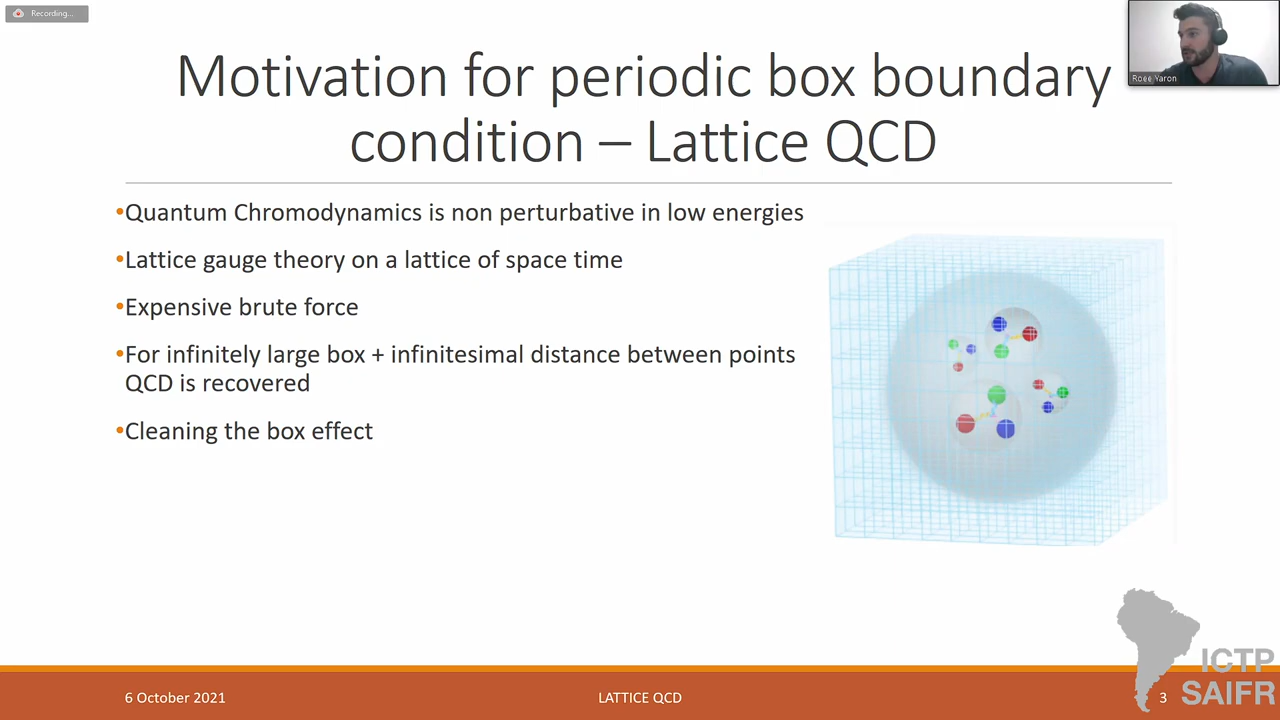 Recording...
Roee Yaron
Motivation for periodic box boundary
condition – Lattice QCD
•Quantum Chromodynamics is non perturbative in low energies
•Lattice gauge theory on a lattice of space time
•Expensive brute force
•For infinitely large box + infinitesimal distance between points
QCD is recovered
•Cleaning the box effect
6 October 2021
LATTICE QCD
3
ICTP
SAIFR